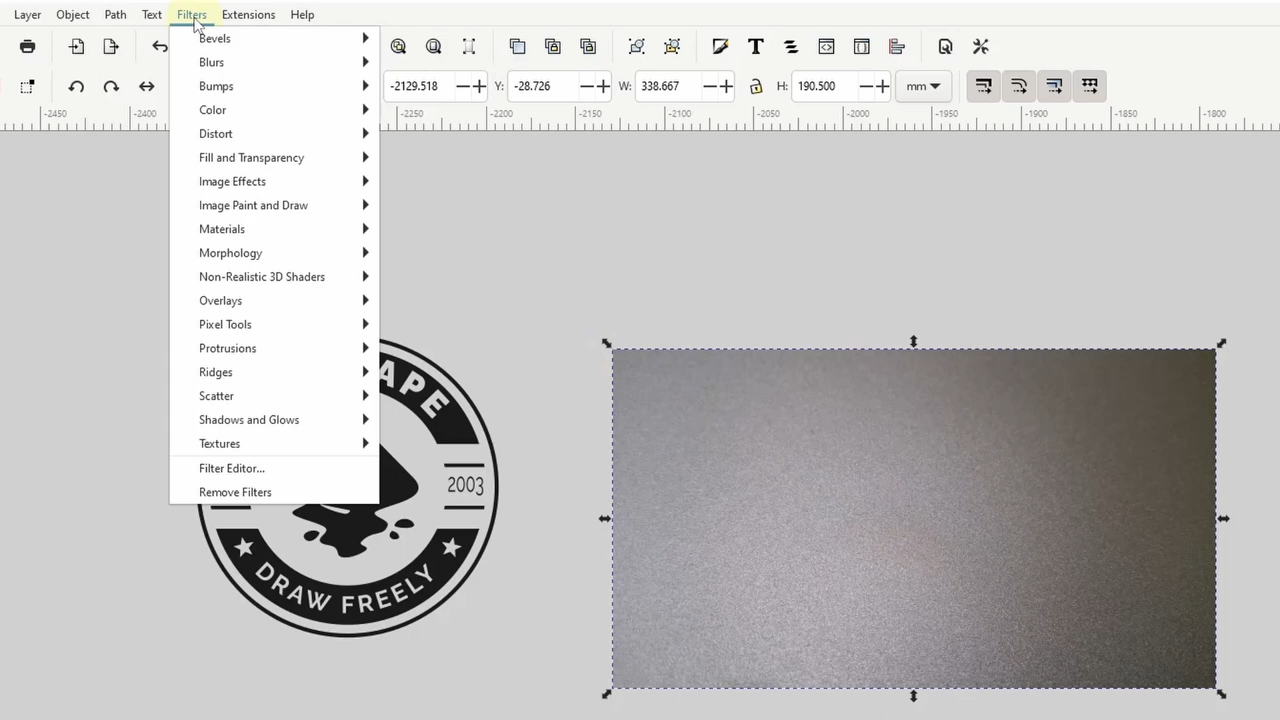 Layer Object Path Text Filters Extensions Help
-2129.518 Y: -28.726 W: 338.667 H: 190.500 mm
-2450 -2400 -2250 -2200 -2150 -2100 -2050 -2000 -1950 -1900 -1850 -1800
Bevels
Blurs
Bumps
Color
Distort
Fill and Transparency
Image Effects
Image Paint and Draw
Materials
Morphology
Non-Realistic 3D Shaders
Overlays
Pixel Tools
Protrusions
Ridges
Scatter
Shadows and Glows
Textures
Filter Editor...
Remove Filters
APE
2003
DRAW FREELY